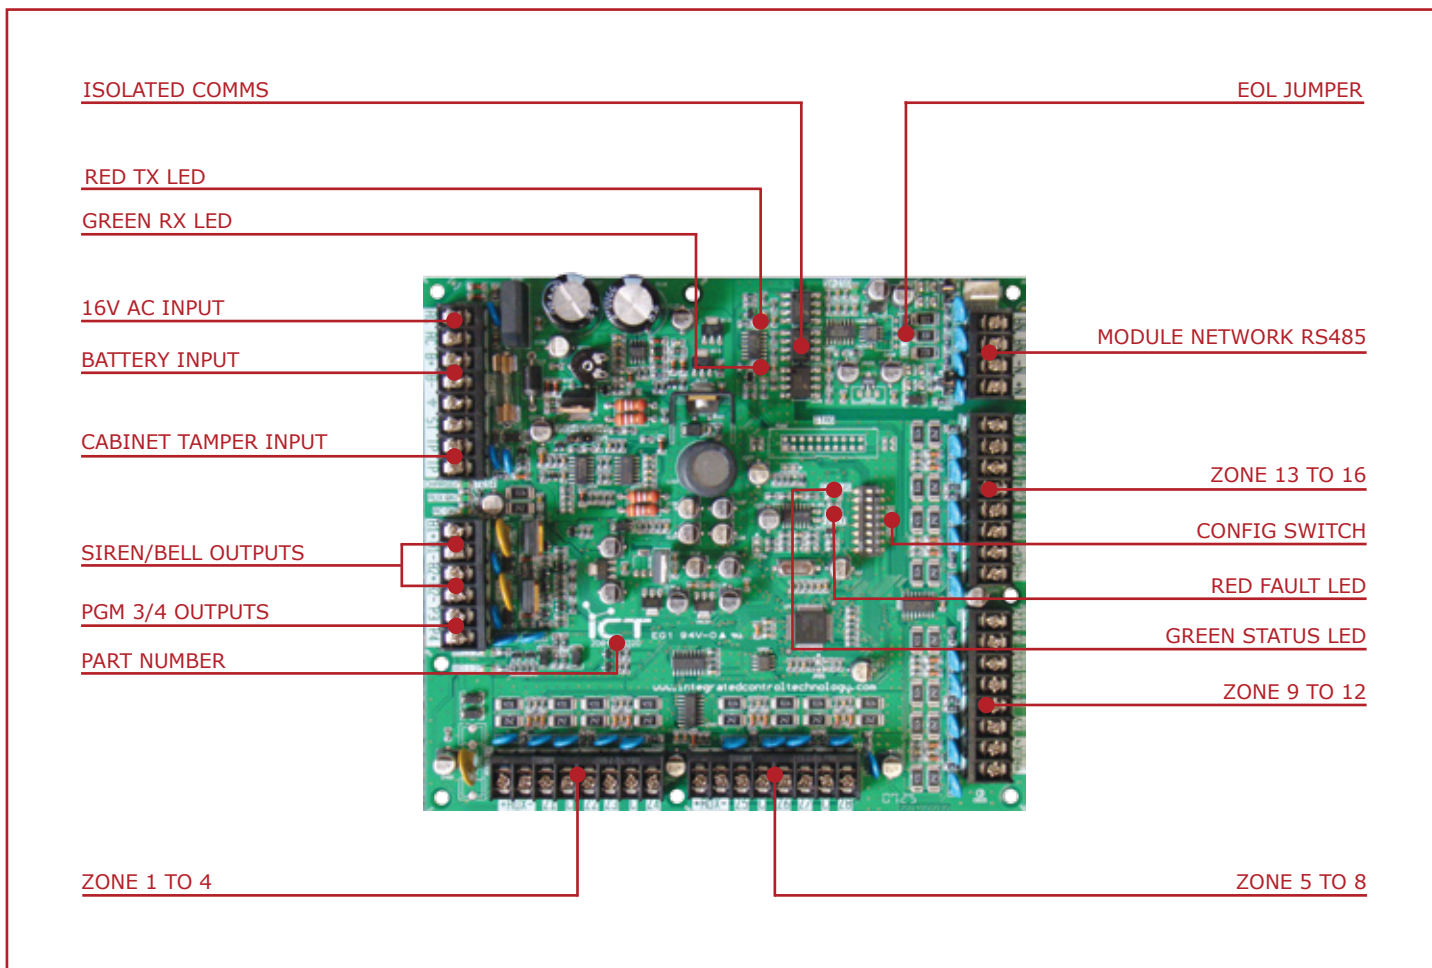 ISOLATED COMMS
EOL JUMPER
RED TX LED
GREEN RX LED
16V AC INPUT
MODULE NETWORK RS485
BATTERY INPUT
CABINET TAMPER INPUT
ZONE 13 TO 16
CONFIG SWITCH
SIREN/BELL OUTPUTS
RED FAULT LED
PGM 3/4 OUTPUTS
GREEN STATUS LED
PART NUMBER
ZONE 9 TO 12
ICT
EG1 94V-0
www.integratedcontroltechnology.com
ZONE 1 TO 4
ZONE 5 TO 8